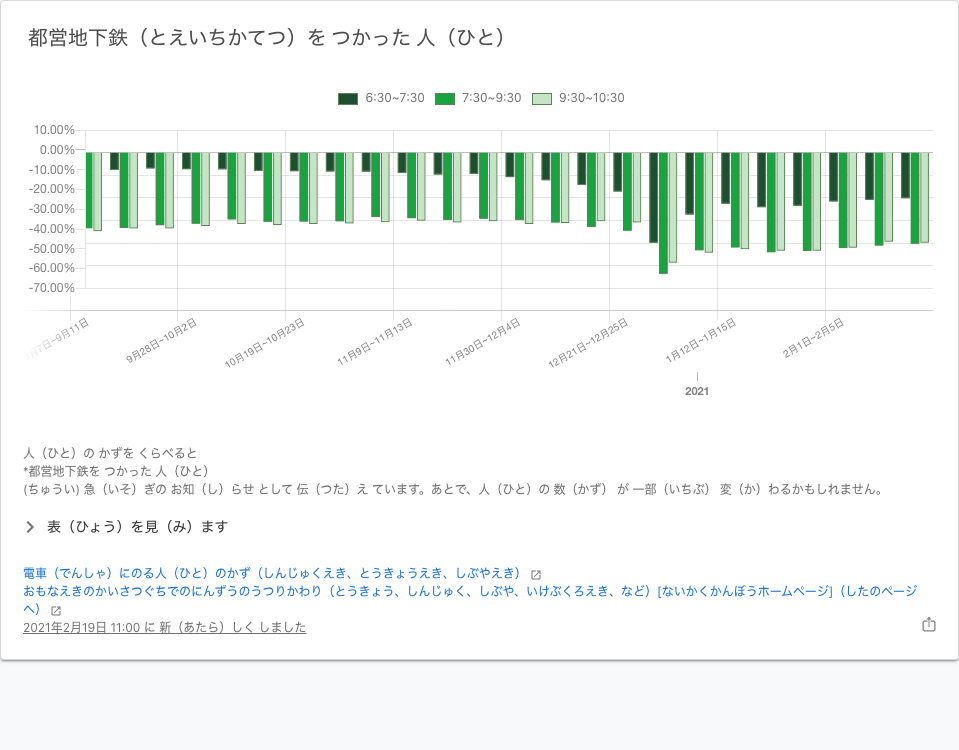 都営地下鉄（とえいちかてつ）を つかった 人（ひと）
6:30~7:30 7:30~9:30 9:30~10:30
10.00%
0.00%
-10.00%
-20.00%
-30.00%
-40.00%
-50.00%
-60.00%
-70.00%
月7日~9月11日
9月28日~10月2日
10月19日~10月23日
11月9日~11月13日
11月30日~12月4日
12月21日~12月25日
1月12日~1月15日
2月1日~2月5日
2021
人（ひと）の かずを くらべると
*都営地下鉄を つかった 人（ひと）
(ちゅうい) 急（いそ）ぎの お知（し）らせ として 伝（つた）え ています。あとで、人（ひと）の 数（かず） が 一部（いちぶ） 変（か）わるかもしれません。
表（ひょう）を見（み）ます
電車（でんしゃ）にのる人（ひと）のかず（しんじゅくえき、とうきょうえき、しぶやえき）
おもなえきのかいさつぐちでのにんずうのうつりかわり（とうきょう、しんじゅく、しぶや、いけぶくろえき、など）[ないかくかんぼうホームページ]（したのページ
へ）
2021年2月19日 11:00 に 新（あたら）しく しました